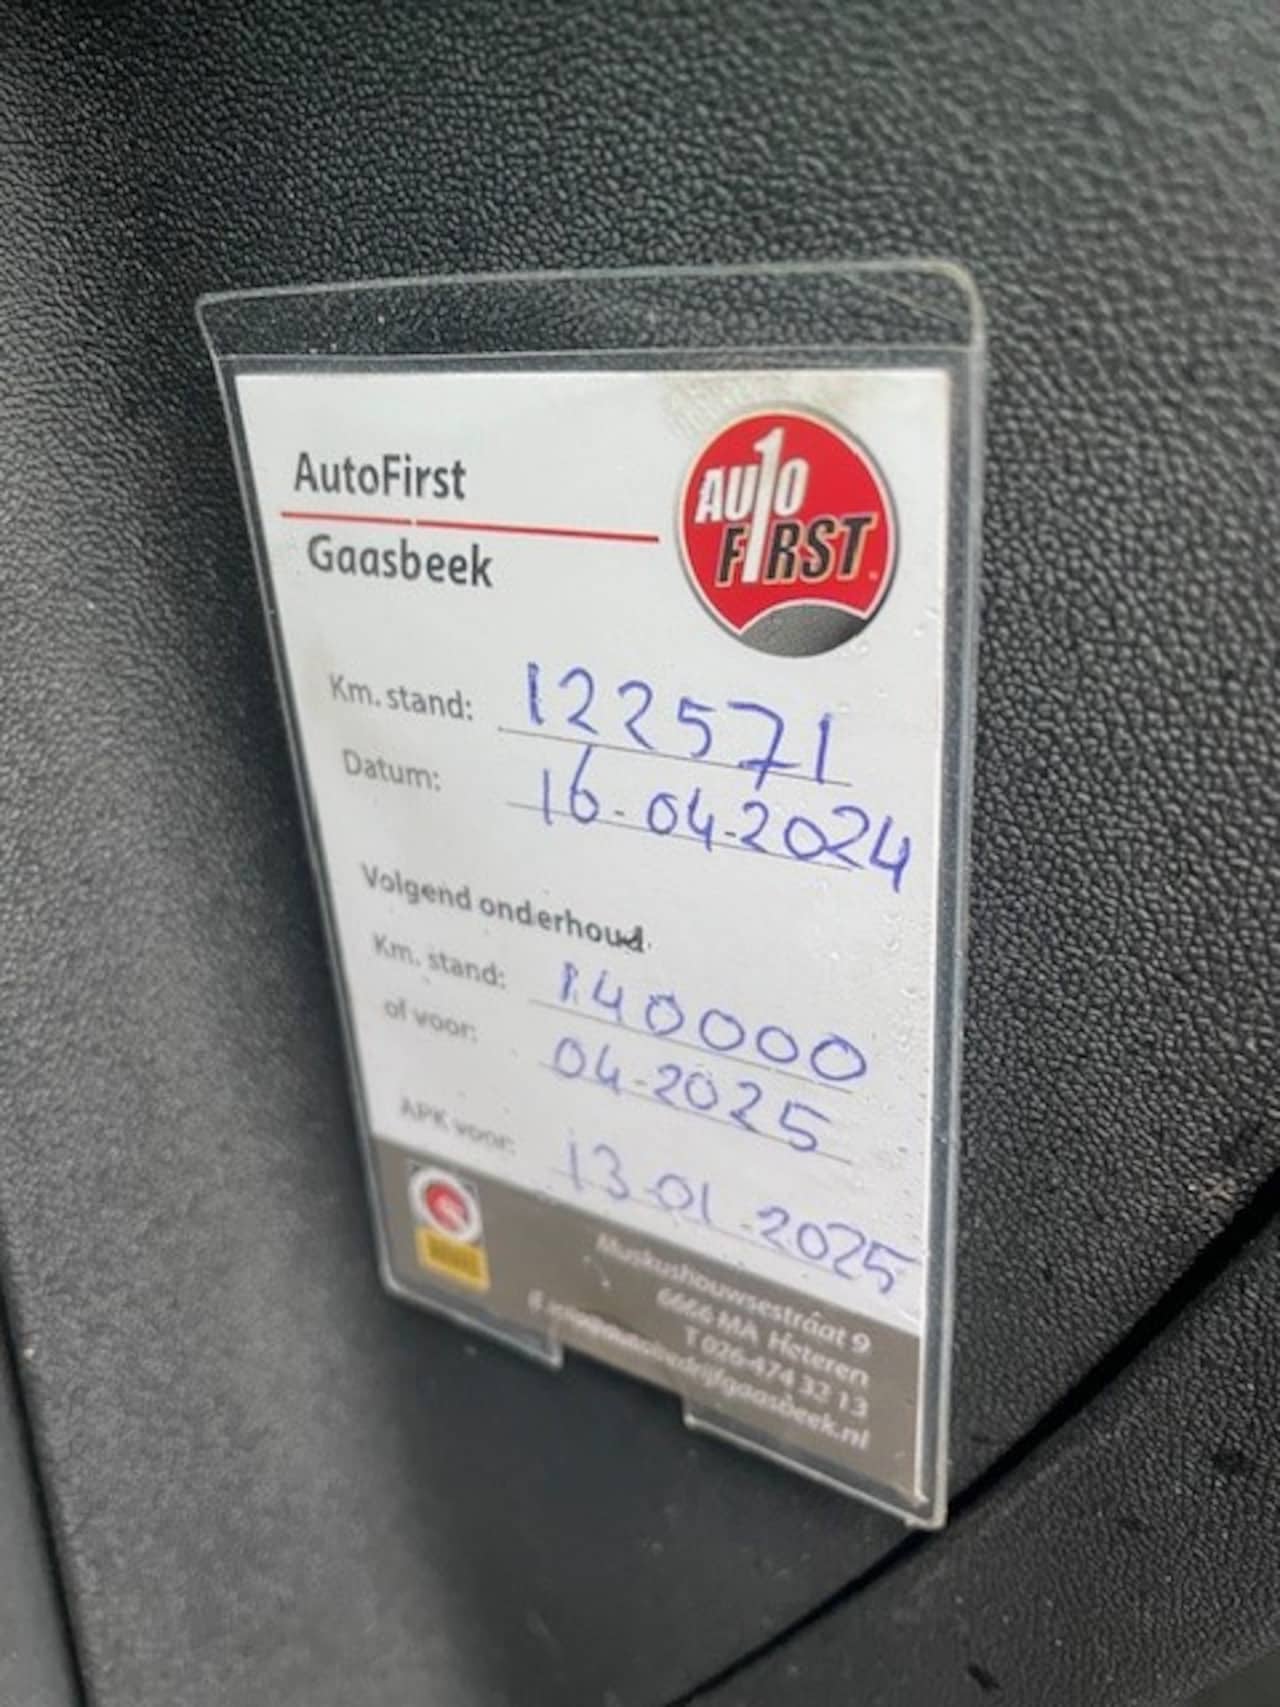 AutoFirst
Gaasbeek
AUTO
FIRST
Km. stand: 122571
Datum: 16-04-2024
Volgend onderhoud
Km. stand: 140000
of voor: 04-2025
APK voor: 13-01-2025
Muskushouwsestraat 9
6666 MA Heteren
T 026-474 32 13